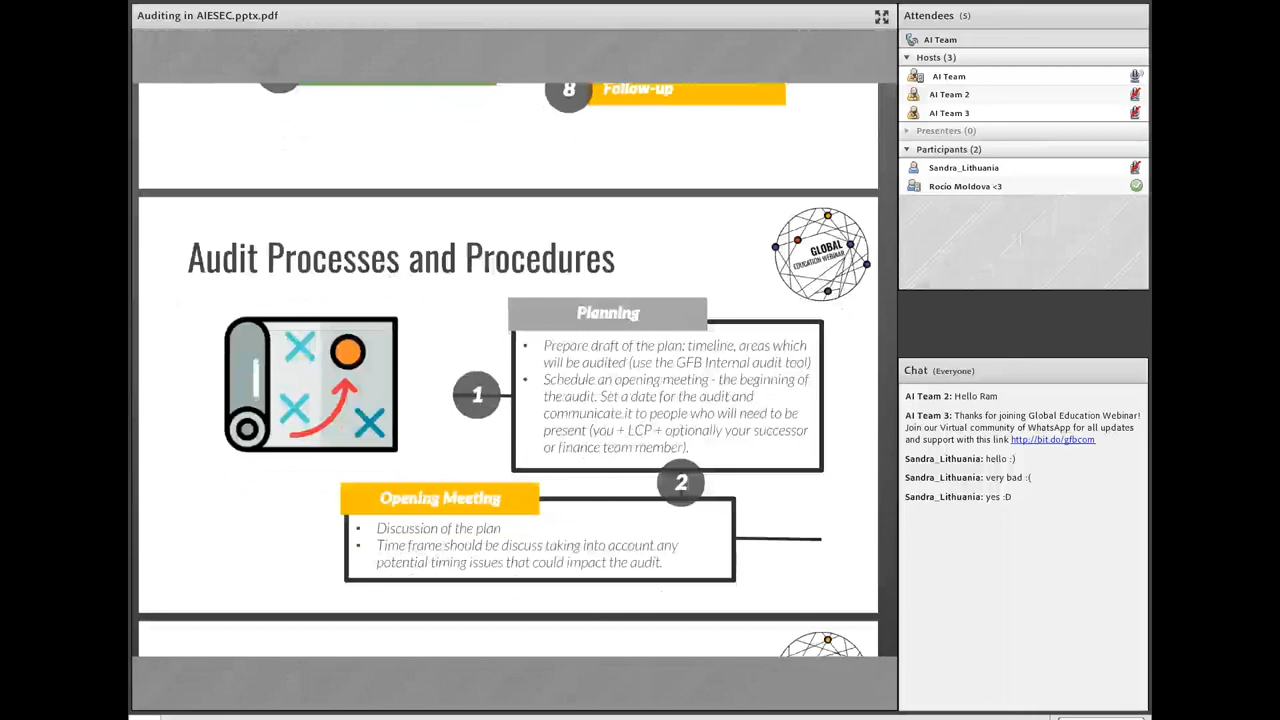 Auditing in AIESEC.pptx.pdf
8
Follow-up
Audit Processes and Procedures
GLOBAL
EDUCATION WEBINAR
Planning
1
• Prepare draft of the plan: timeline, areas which
will be audited (use the GFB Internal audit tool)
• Schedule an opening meeting - the beginning of
the audit. Set a date for the audit and
communicate it to people who will need to be
present (you + LCP + optionally your successor
or finance team member).
2
Opening Meeting
• Discussion of the plan
• Time frame should be discuss taking into account any
potential timing issues that could impact the audit.
Attendees (5)
AI Team
Hosts (3)
AI Team
AI Team 2
AI Team 3
Presenters (0)
Participants (2)
Sandra_Lithuania
Rocío Moldova <3
Chat (Everyone)
AI Team 2: Hello Ram
AI Team 3: Thanks for joining Global Education Webinar!
Join our Virtual community of WhatsApp for all updates
and support with this link http://bit.do/gfbcom
Sandra_Lithuania: hello :)
Sandra_Lithuania: very bad :(
Sandra_Lithuania: yes :D